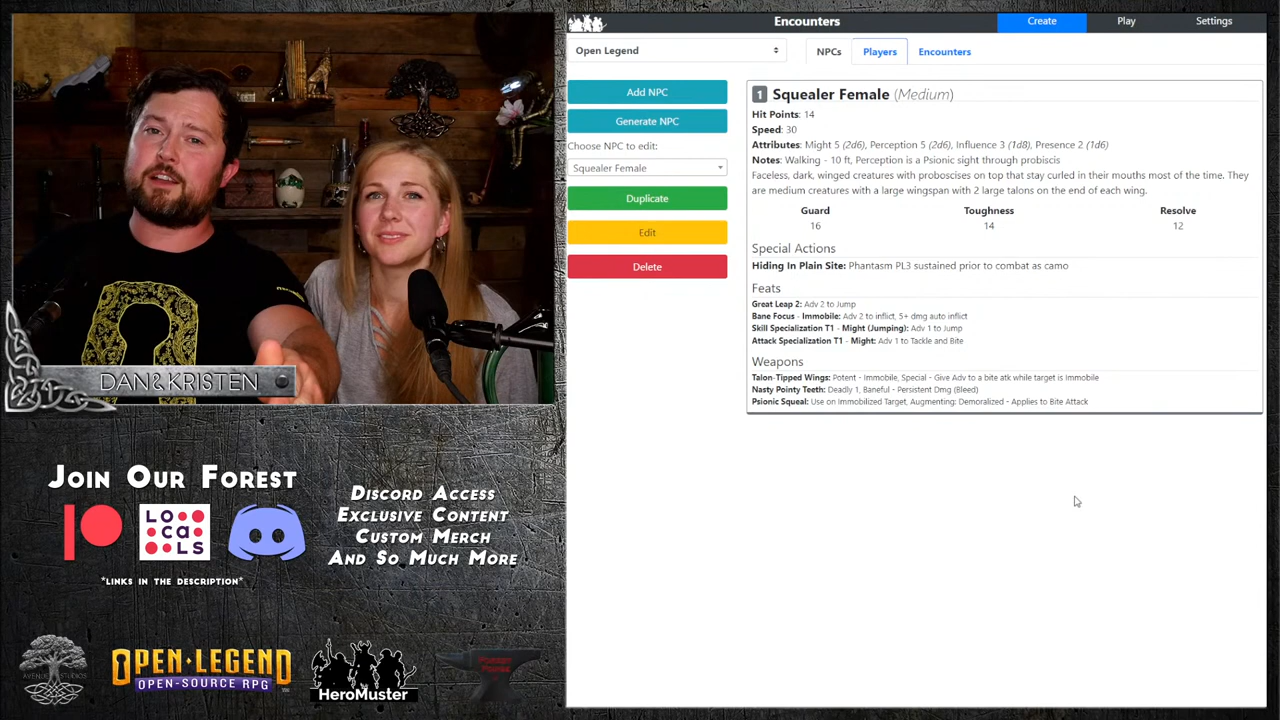 Encounters
Create
Play
Settings
Open Legend
NPCs
Players
Encounters
Add NPC
Generate NPC
Choose NPC to edit:
Squealer Female
Duplicate
Edit
Delete
1 Squealer Female (Medium)
Hit Points: 14
Speed: 30
Attributes: Might 5 (2d6), Perception 5 (2d6), Influence 3 (1d8), Presence 2 (1d6)
Notes: Walking - 10 ft, Perception is a Psionic sight through probiscis
Faceless, dark, winged creatures with proboscises on top that stay curled in their mouths most of the time. They
are medium creatures with a large wingspan with 2 large talons on the end of each wing.
Guard Toughness Resolve
16 14 12
Special Actions
Hiding In Plain Site: Phantasm PL3 sustained prior to combat as camo
Feats
Great Leap 2: Adv 2 to Jump
Bane Focus - Immobile: Adv 2 to inflict, 5+ dmg auto inflict
Skill Specialization T1 - Might (Jumping): Adv 1 to Jump
Attack Specialization T1 - Might: Adv 1 to Tackle and Bite
Weapons
Talon-Tipped Wings: Potent - Immobile, Special - Give Adv to a bite atk while target is Immobile
Nasty Pointy Teeth: Deadly 1, Baneful - Persistent Dmg (Bleed)
Psionic Squeal: Use on Immobilized Target, Augmenting: Demoralized - Applies to Bite Attack
DAN & KRISTEN
JOIN OUR FOREST
LO
CA
LS
*LINKS IN THE DESCRIPTION*
DISCORD ACCESS
EXCLUSIVE CONTENT
CUSTOM MERCH
AND SO MUCH MORE
OPEN LEGEND
OPEN-SOURCE RPG
HeroMuster